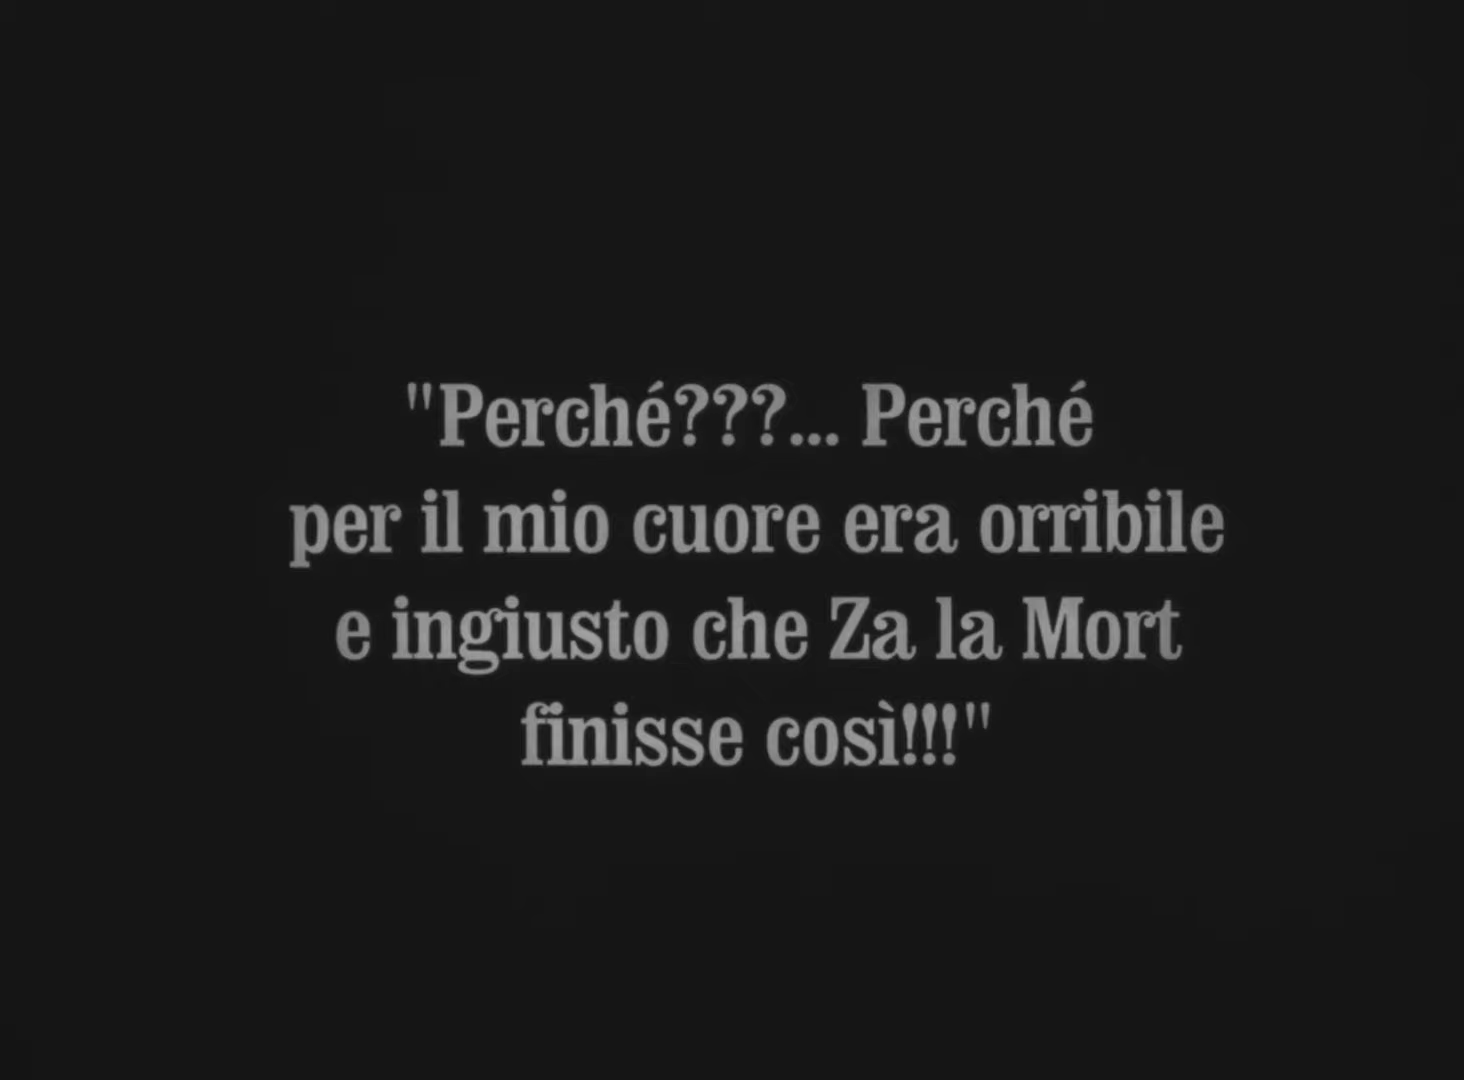 "Perché???... Perché
per il mio cuore era orribile
e ingiusto che Za la Mort
finisse così!!!"